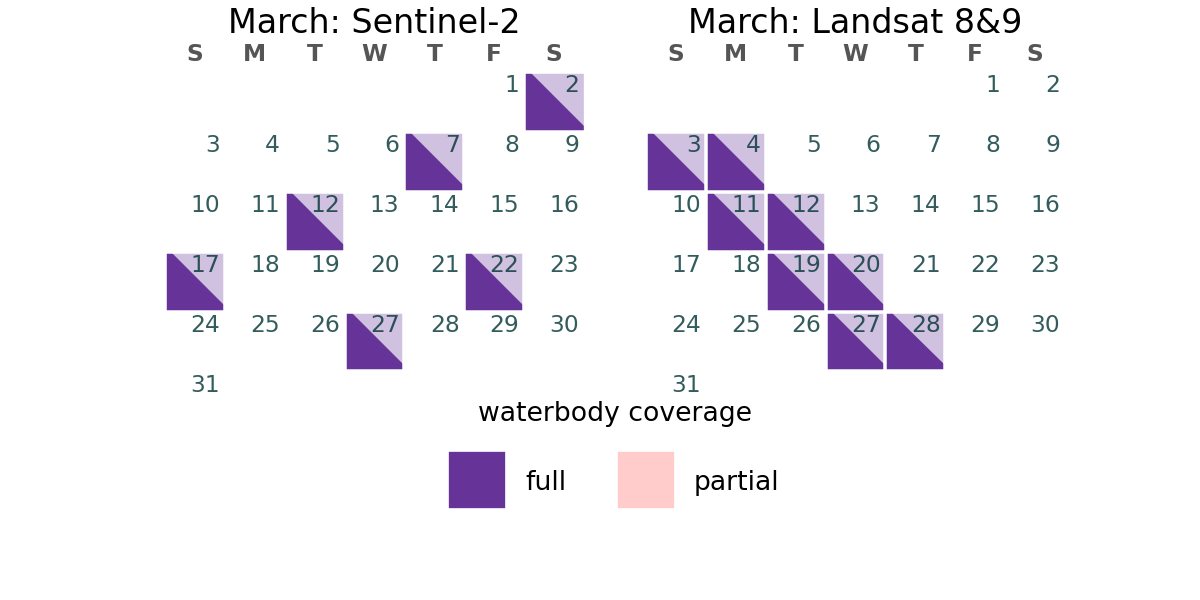 March: Sentinel-2
S M T W T F S
1 2
3 4 5 6 7 8 9
10 11 12 13 14 15 16
17 18 19 20 21 22 23
24 25 26 27 28 29 30
31
March: Landsat 8&9
S M T W T F S
1 2
3 4 5 6 7 8 9
10 11 12 13 14 15 16
17 18 19 20 21 22 23
24 25 26 27 28 29 30
31
waterbody coverage
full partial